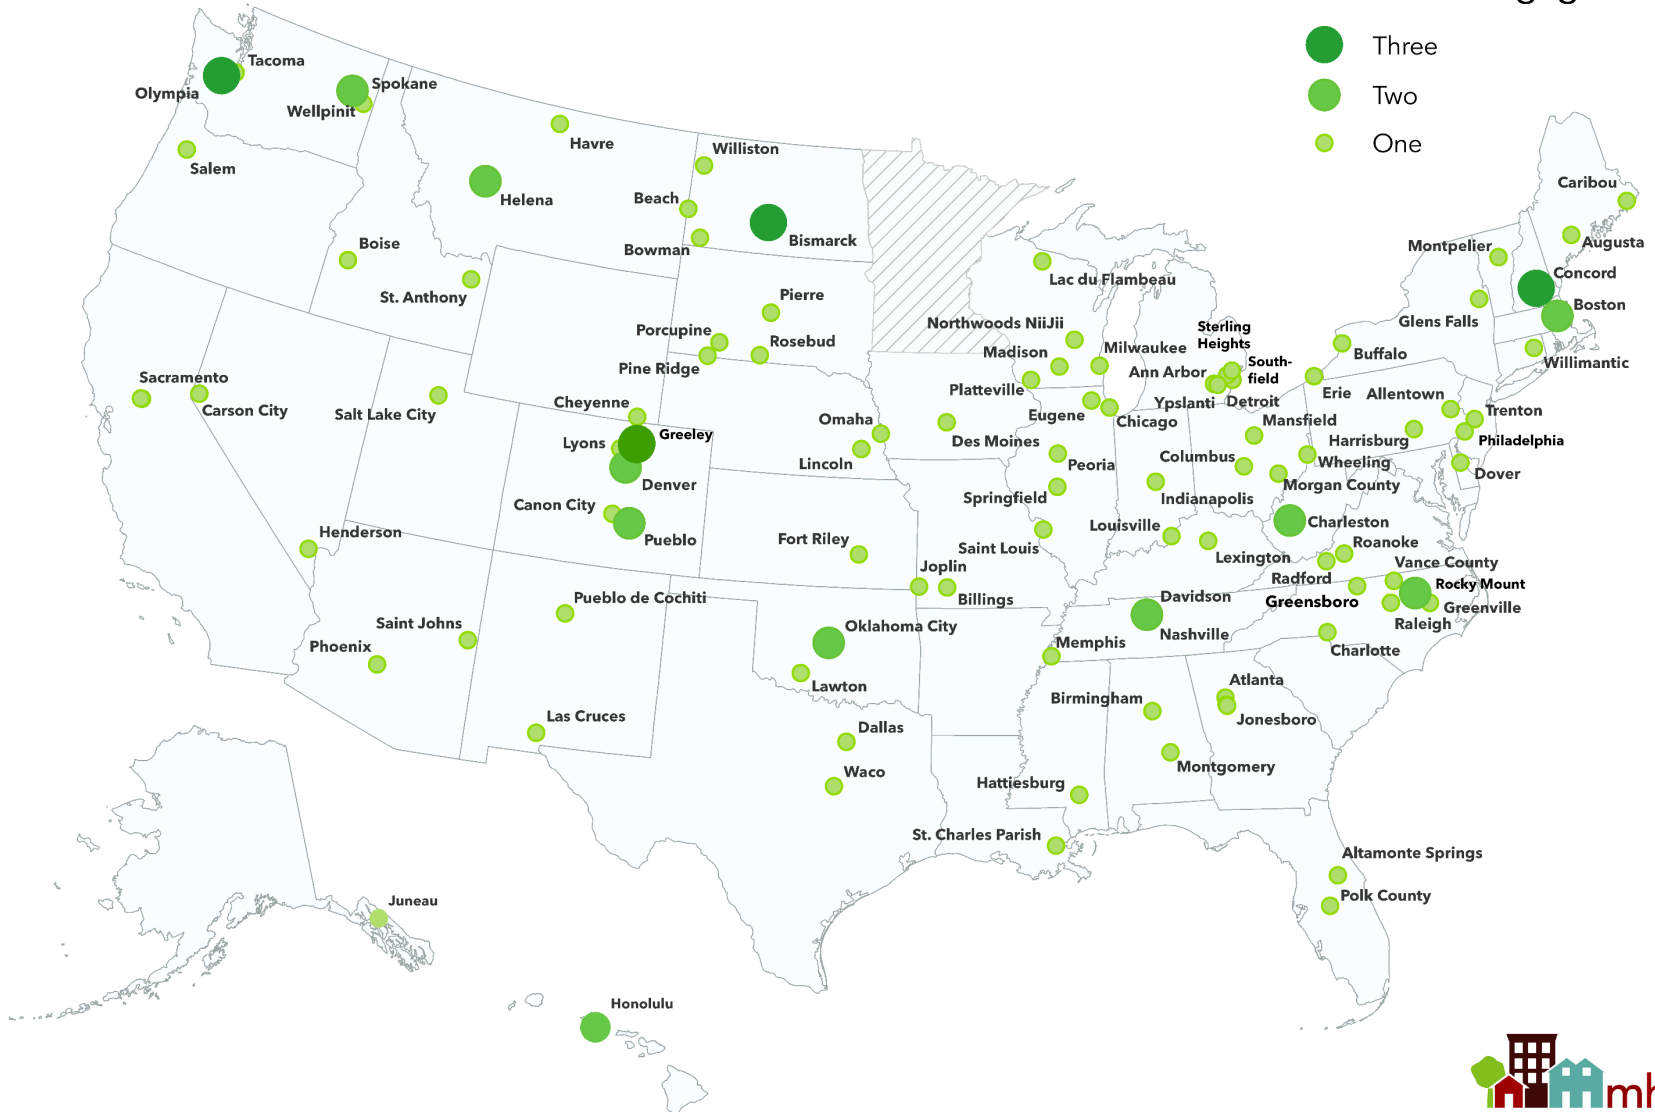 Three
Two
One
Tacoma
Olympia
Spokane
Wellpinit
Salem
Havre
Helena
Williston
Beach
Bowman
Bismarck
Boise
St. Anthony
Pierre
Porcupine
Rosebud
Pine Ridge
Caribou
Augusta
Montpelier
Concord
Boston
Glens Falls
Willimantic
Buffalo
Erie
Allentown
Trenton
Harrisburg
Philadelphia
Dover
Lac du Flambeau
Northwoods NiiJii
Madison
Milwaukee
Platteville
Eugene
Chicago
Sterling
Heights
South-
field
Ann Arbor
Ypslanti
Detroit
Mansfield
Columbus
Wheeling
Morgan County
Sacramento
Carson City
Salt Lake City
Henderson
Cheyenne
Lyons
Greeley
Denver
Canon City
Pueblo
Omaha
Lincoln
Des Moines
Peoria
Springfield
Saint Louis
Indianapolis
Louisville
Lexington
Charleston
Roanoke
Radford
Vance County
Rocky Mount
Greensboro
Greenville
Raleigh
Charlotte
Fort Riley
Joplin
Billings
Pueblo de Cochiti
Saint Johns
Phoenix
Las Cruces
Oklahoma City
Lawton
Dallas
Waco
Davidson
Nashville
Memphis
Birmingham
Atlanta
Jonesboro
Montgomery
Hattiesburg
St. Charles Parish
Altamonte Springs
Polk County
Juneau
Honolulu